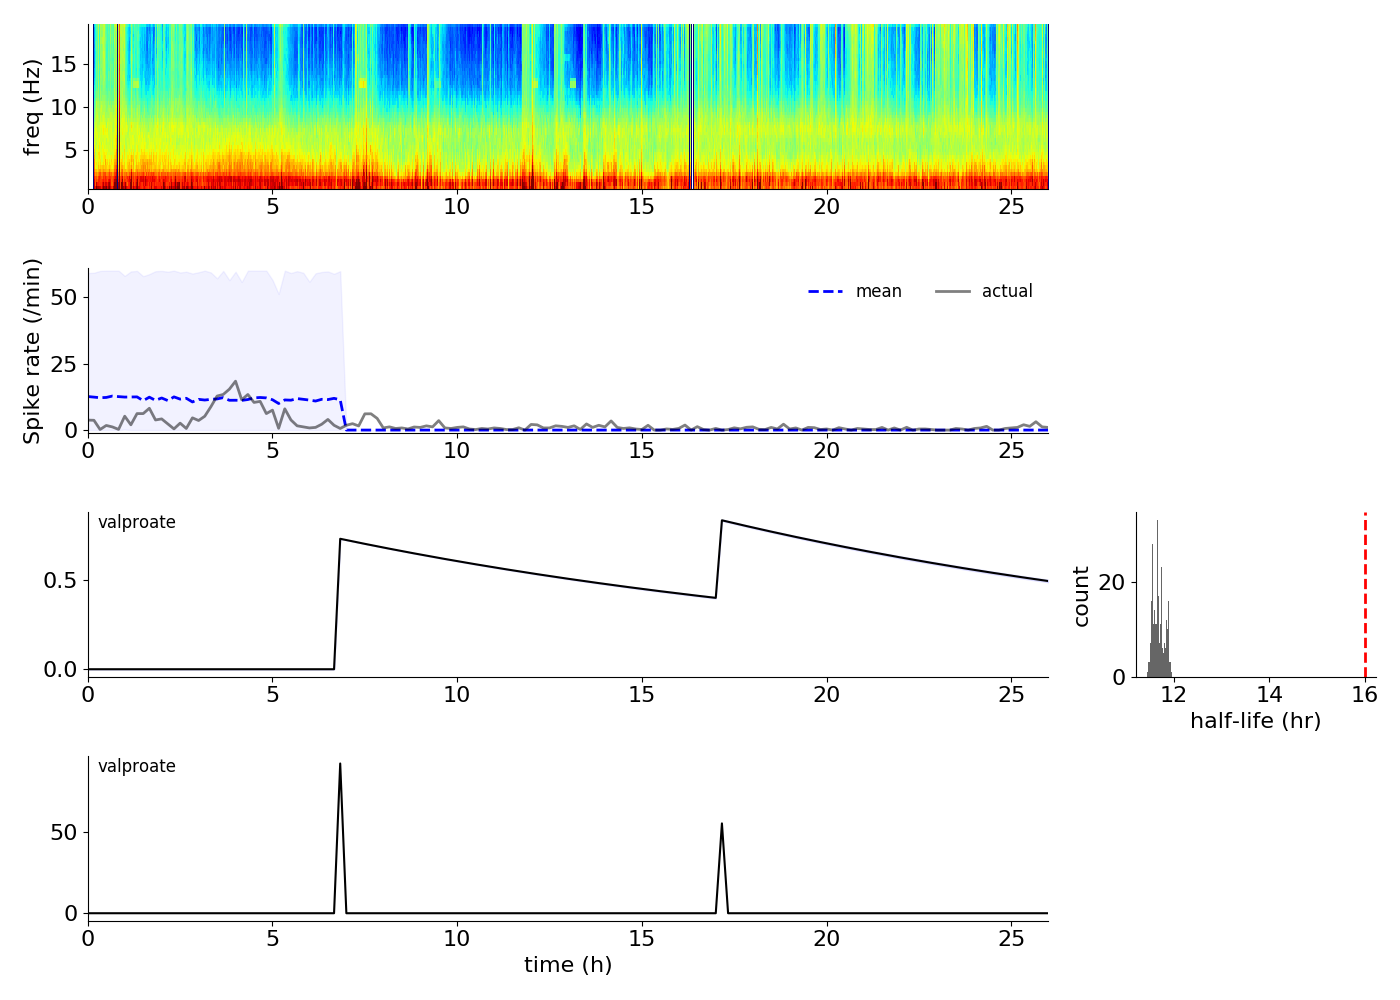 freq (Hz)
15
10
5
0 5 10 15 20 25
Spike rate (/min)
50
25
0
mean actual
0 5 10 15 20 25
valproate
0.5
0.0
0 5 10 15 20 25
count
20
0
12 14 16
half-life (hr)
valproate
50
0
0 5 10 15 20 25
time (h)